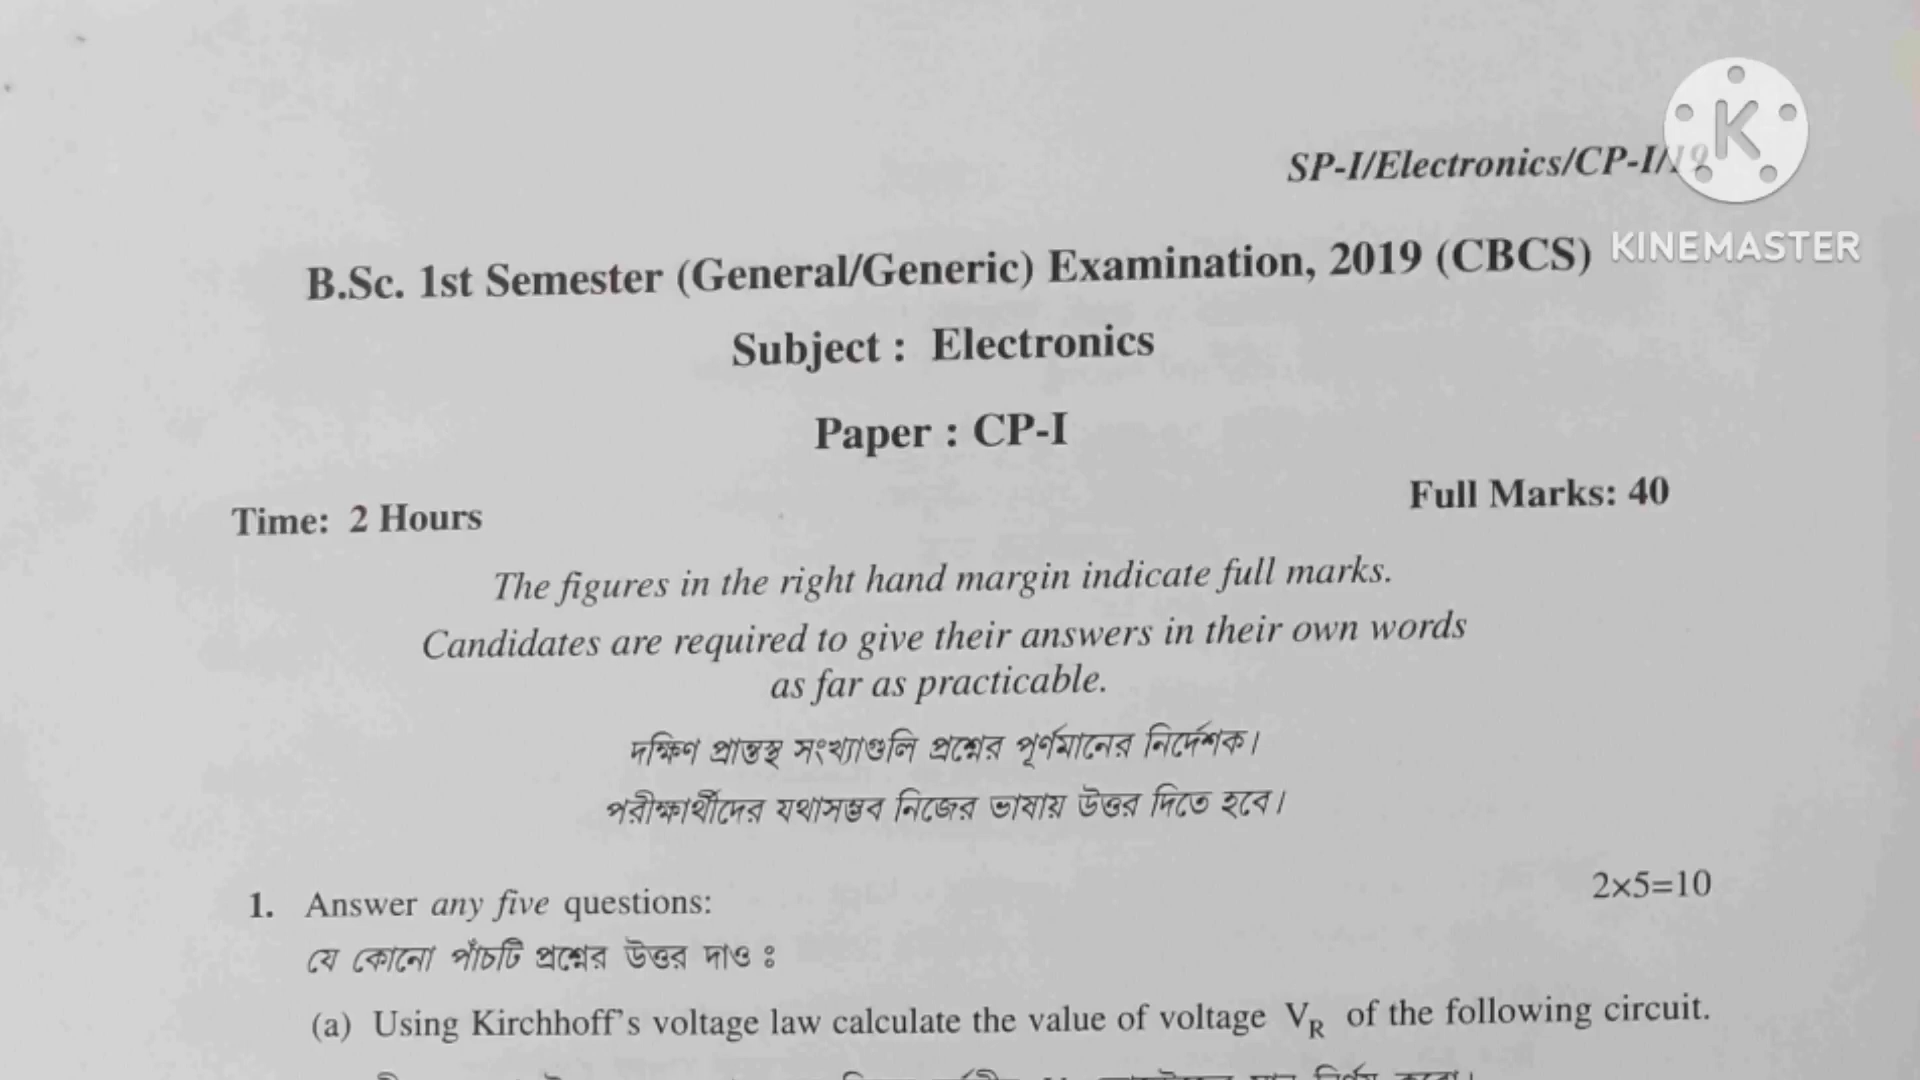 SP-I/Electronics/CP-I/19
K
KINEMASTER
B.Sc. 1st Semester (General/Generic) Examination, 2019 (CBCS)
Subject : Electronics
Paper : CP-I
Time: 2 Hours
Full Marks: 40
The figures in the right hand margin indicate full marks.
Candidates are required to give their answers in their own words
as far as practicable.
দক্ষিণ প্রান্তস্থ সংখ্যাগুলি প্রশ্নের পূর্ণমানের নির্দেশক।
পরীক্ষার্থীদের যথাসম্ভব নিজের ভাষায় উত্তর দিতে হবে।
1. Answer any five questions:
2×5=10
যে কোনো পাঁচটি প্রশ্নের উত্তর দাও ঃ
(a) Using Kirchhoff's voltage law calculate the value of voltage V_R of the following circuit.